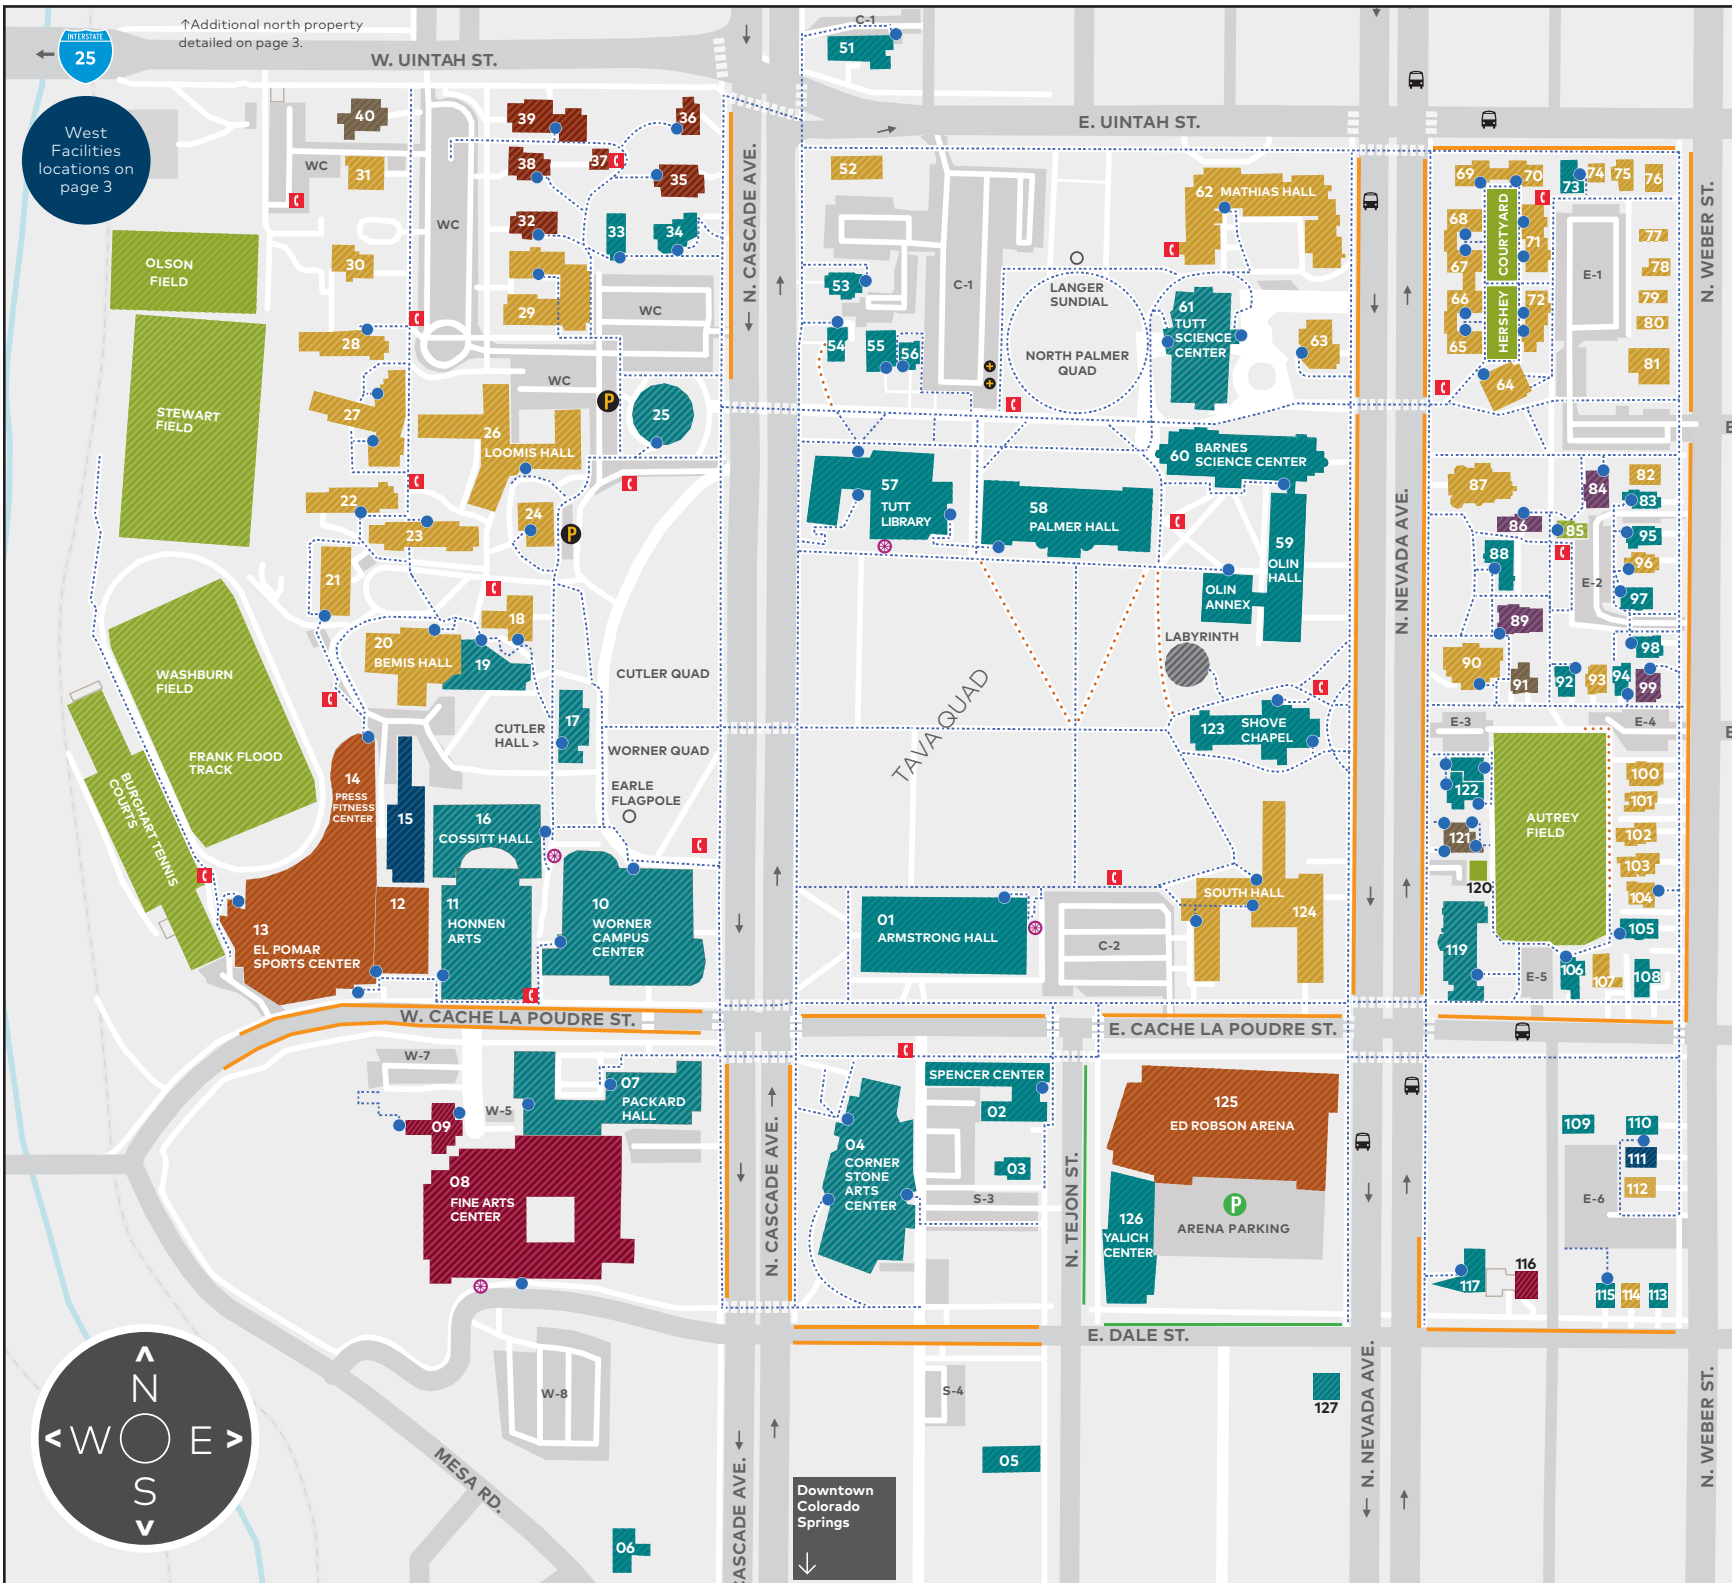 ↑Additional north property
detailed on page 3.
INTERSTATE
25
W. UINTAH ST.
E. UINTAH ST.
West
Facilities
locations on
page 3
C-1
51
40
WC
31
39
38
37
36
35
32
33
34
WC
30
29
WC
WC
28
27
26
LOOMIS HALL
25
22
23
24
21
20
BEMIS HALL
19
18
17
P
P
OLSON
FIELD
STEWART
FIELD
WASHBURN
FIELD
FRANK FLOOD
TRACK
BURGHART TENNIS
COURTS
N. CASCADE AVE.
52
53
54
55
56
C-1
LANGER
SUNDIAL
NORTH PALMER
QUAD
62 MATHIAS HALL
61
TUTT
SCIENCE
CENTER
63
60 BARNES
SCIENCE CENTER
57
TUTT
LIBRARY
58
PALMER HALL
59
OLIN
HALL
OLIN
ANNEX
LABYRINTH
N. NEVADA AVE.
69
70
73
74
75
76
68
67
71
COURTYARD
HERSHEY
66
65
72
64
E-1
77
78
79
80
81
N. WEBER ST.
E
87
84
82
83
86
85
88
95
96
97
E-2
89
90
91
92
93
94
98
99
E-3
E-4
E
CUTLER QUAD
CUTLER
HALL >
WORNER QUAD
EARLE
FLAGPOLE
TAVA QUAD
123 SHOVE
CHAPEL
14
PRESS
FITNESS
CENTER
15
16
COSSITT HALL
12
11
HONNEN
ARTS
10
WORNER
CAMPUS
CENTER
13
EL POMAR
SPORTS CENTER
01
ARMSTRONG HALL
C-2
SOUTH HALL
124
122
121
120
119
AUTREY
FIELD
100
101
102
103
104
105
106
107
108
E-5
W. CACHE LA POUDRE ST.
E. CACHE LA POUDRE ST.
W-7
W-5
07
PACKARD
HALL
09
08
FINE ARTS
CENTER
04
CORNER
STONE
ARTS
CENTER
SPENCER CENTER
02
03
S-3
N. CASCADE AVE.
N. TEJON ST.
125
ED ROBSON ARENA
P
ARENA PARKING
126
YALICH
CENTER
109
110
111
112
E-6
117
116
115
114
113
E. DALE ST.
W-8
S-4
05
06
127
MESA RD.
CASCADE AVE.
N. NEVADA AVE.
N. WEBER ST.
Downtown
Colorado
Springs
N
W
E
S